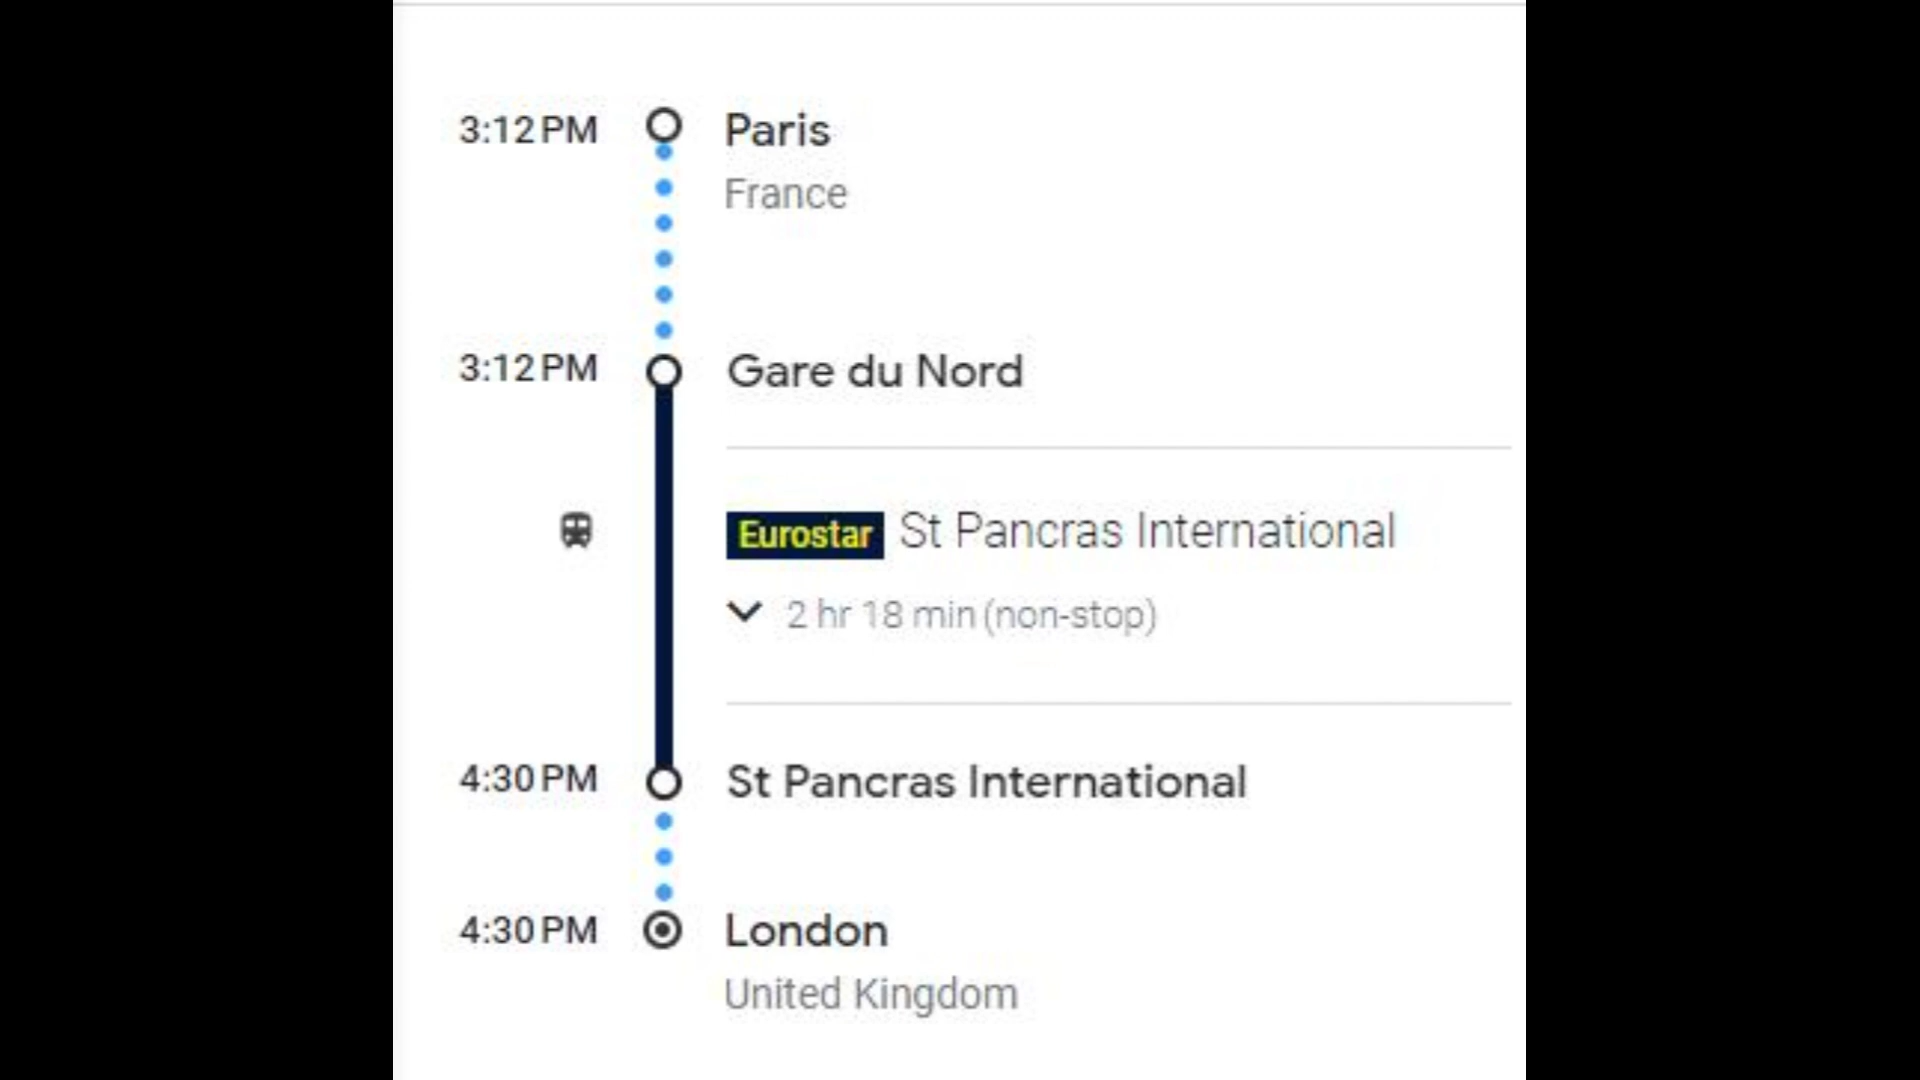 3:12 PM Paris
France
3:12 PM Gare du Nord
Eurostar St Pancras International
2 hr 18 min (non-stop)
4:30 PM St Pancras International
4:30 PM London
United Kingdom